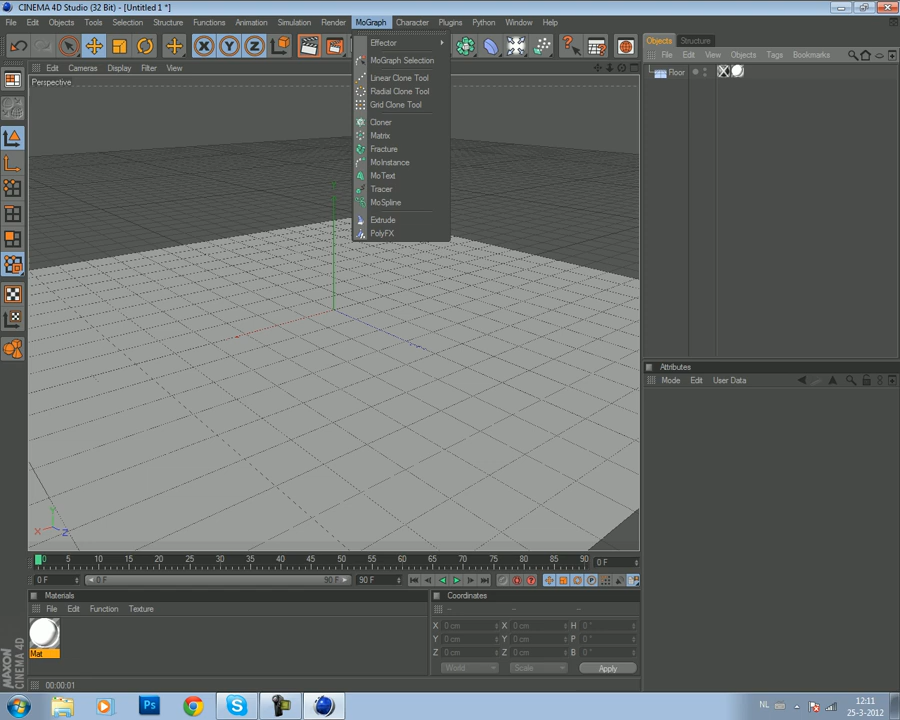 CINEMA 4D Studio (32 Bit) - [Untitled 1 *]
File Edit Objects Tools Selection Structure Functions Animation Simulation Render MoGraph Character Plugins Python Window Help
Effector
MoGraph Selection
Linear Clone Tool
Radial Clone Tool
Grid Clone Tool
Cloner
Matrix
Fracture
MoInstance
MoText
Tracer
MoSpline
Extrude
PolyFX
Edit Cameras Display Filter View
Perspective
Y
X
Z
Objects Structure
File Edit View Objects Tags Bookmarks
Floor
Attributes
Mode Edit User Data
0 5 10 15 20 25 30 35 40 45 50 55 60 65 70 75 80 85 90
0 F
0 F
0 F
90 F
90 F
Materials
File Edit Function Texture
Mat
Coordinates
-- -- --
X 0 cm X 0 cm H 0 °
Y 0 cm Y 0 cm P 0 °
Z 0 cm Z 0 cm B 0 °
World Scale Apply
MAXON
CINEMA 4D
00:00:01
Ps
NL
12:11
25-3-2012